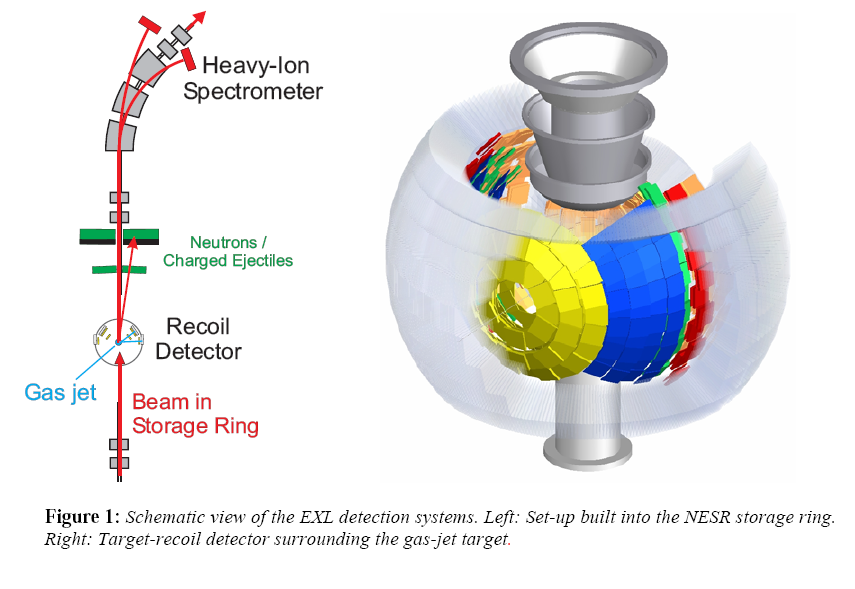 Heavy-Ion
Spectrometer
Neutrons /
Charged Ejectiles
Recoil
Detector
Gas jet
Beam in
Storage Ring
Figure 1: Schematic view of the EXL detection systems. Left: Set-up built into the NESR storage ring.
Right: Target-recoil detector surrounding the gas-jet target.